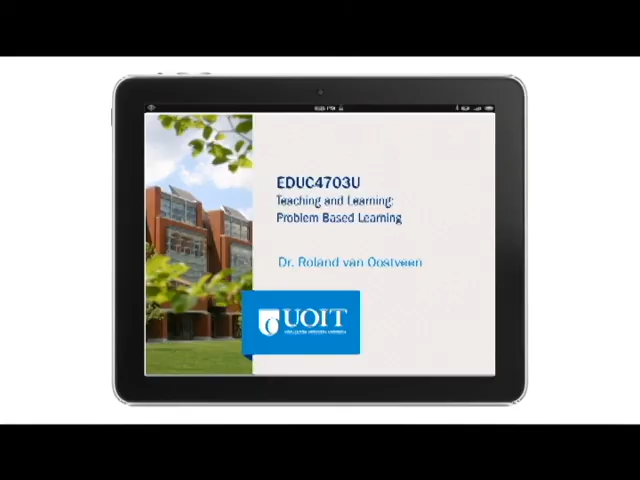 EDUC4703U
Teaching and Learning:
Problem Based Learning
Dr. Roland van Oostveen
UOIT